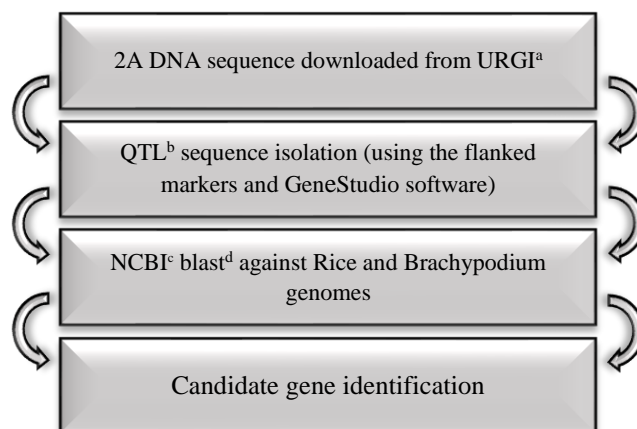 2A DNA sequence downloaded from URGIᵃ
QTLᵇ sequence isolation (using the flanked
markers and GeneStudio software)
NCBIᶜ blastᵈ against Rice and Brachypodium
genomes
Candidate gene identification